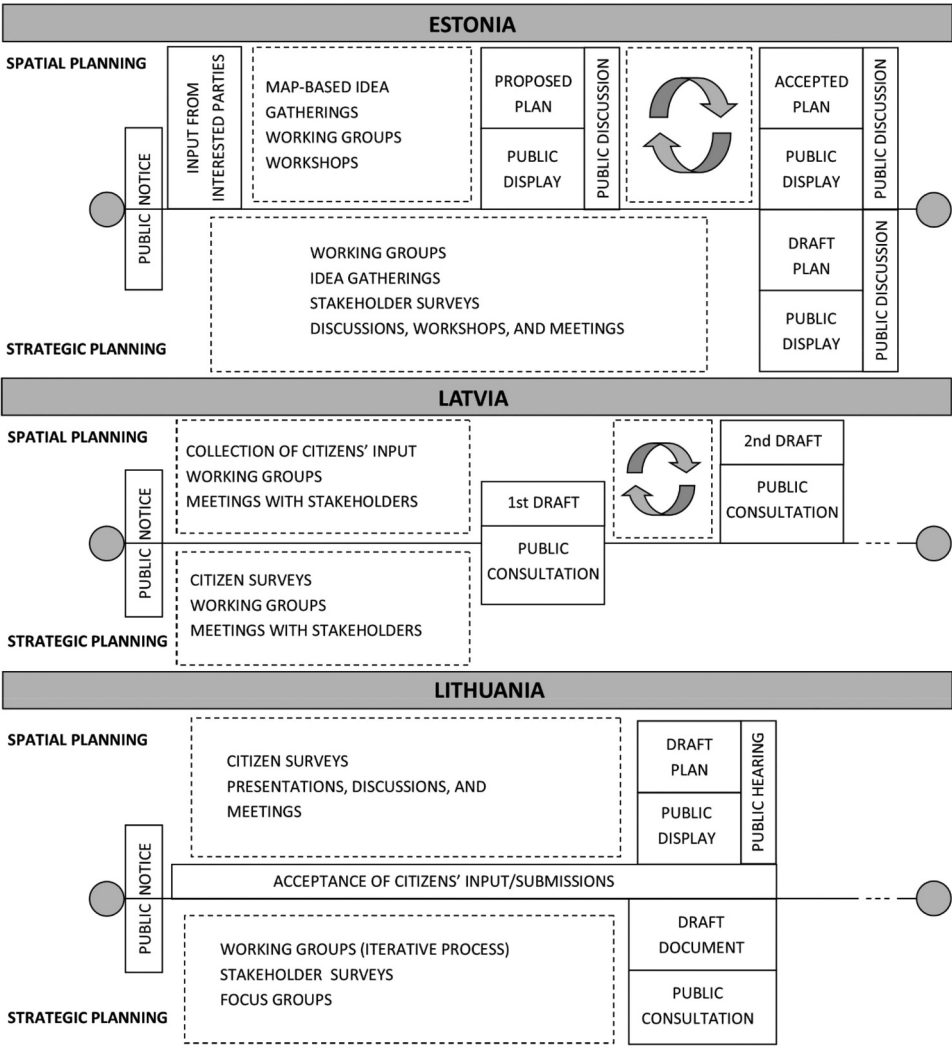 ESTONIA
SPATIAL PLANNING
PUBLIC NOTICE
INPUT FROM
INTERESTED PARTIES
MAP-BASED IDEA
GATHERINGS
WORKING GROUPS
WORKSHOPS
PROPOSED
PLAN
PUBLIC
DISPLAY
PUBLIC DISCUSSION
ACCEPTED
PLAN
PUBLIC
DISPLAY
PUBLIC DISCUSSION
WORKING GROUPS
IDEA GATHERINGS
STAKEHOLDER SURVEYS
DISCUSSIONS, WORKSHOPS, AND MEETINGS
DRAFT
PLAN
PUBLIC
DISPLAY
PUBLIC DISCUSSION
STRATEGIC PLANNING
LATVIA
SPATIAL PLANNING
PUBLIC NOTICE
COLLECTION OF CITIZENS' INPUT
WORKING GROUPS
MEETINGS WITH STAKEHOLDERS
1st DRAFT
PUBLIC
CONSULTATION
2nd DRAFT
PUBLIC
CONSULTATION
CITIZEN SURVEYS
WORKING GROUPS
MEETINGS WITH STAKEHOLDERS
STRATEGIC PLANNING
LITHUANIA
SPATIAL PLANNING
PUBLIC NOTICE
CITIZEN SURVEYS
PRESENTATIONS, DISCUSSIONS, AND
MEETINGS
DRAFT
PLAN
PUBLIC
DISPLAY
PUBLIC HEARING
ACCEPTANCE OF CITIZENS' INPUT/SUBMISSIONS
WORKING GROUPS (ITERATIVE PROCESS)
STAKEHOLDER SURVEYS
FOCUS GROUPS
DRAFT
DOCUMENT
PUBLIC
CONSULTATION
STRATEGIC PLANNING